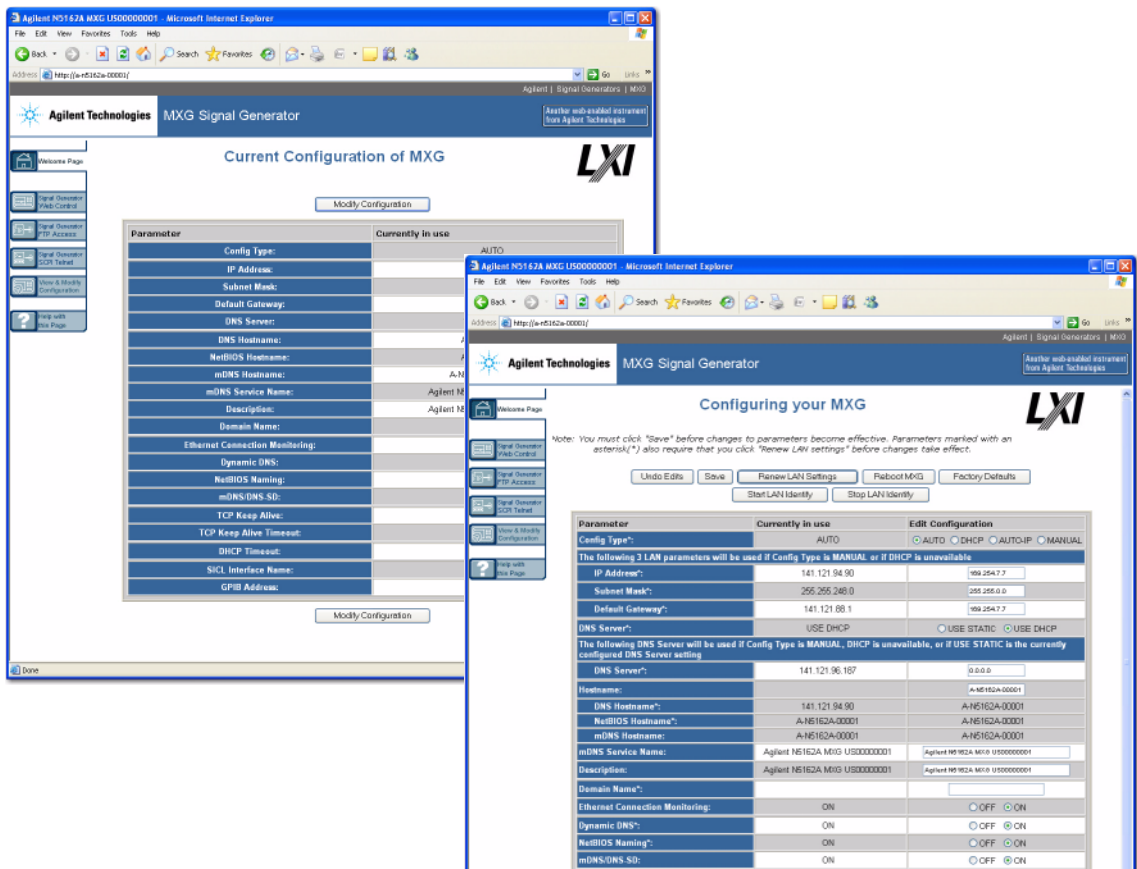 Agilent N5162A MXG US00000001 - Microsoft Internet Explorer
File Edit View Favorites Tools Help
Back Search Favorites
Address http://a-n5162a-00001/ Go Links »
Agilent | Signal Generators | MXG
Agilent Technologies MXG Signal Generator
Another web-enabled instrument
from Agilent Technologies
Welcome Page
Signal Generator
Web Control
Signal Generator
FTP Access
Signal Generator
SCPI Telnet
View & Modify
Configuration
Help with
this Page
Current Configuration of MXG
LXI
Modify Configuration
Parameter Currently in use
Config Type: AUTO
IP Address:
Subnet Mask:
Default Gateway:
DNS Server:
DNS Hostname: A
NetBIOS Hostname: A
mDNS Hostname: A-N
mDNS Service Name: Agilent N5
Description: Agilent N5
Domain Name:
Ethernet Connection Monitoring:
Dynamic DNS:
NetBIOS Naming:
mDNS/DNS-SD:
TCP Keep Alive:
TCP Keep Alive Timeout:
DHCP Timeout:
SICL Interface Name:
GPIB Address:
Modify Configuration
Done
Agilent N5162A MXG US00000001 - Microsoft Internet Explorer
File Edit View Favorites Tools Help
Back Search Favorites
Address http://a-n5162a-00001/ Go Links »
Agilent | Signal Generators | MXG
Agilent Technologies MXG Signal Generator
Another web-enabled instrument
from Agilent Technologies
Welcome Page
Signal Generator
Web Control
Signal Generator
FTP Access
Signal Generator
SCPI Telnet
View & Modify
Configuration
Help with
this Page
Configuring your MXG
LXI
Note: You must click "Save" before changes to parameters become effective. Parameters marked with an
asterisk(*) also require that you click "Renew LAN settings" before changes take effect.
Undo Edits Save Renew LAN Settings Reboot MXG Factory Defaults
Start LAN Identify Stop LAN Identify
Parameter Currently in use Edit Configuration
Config Type*: AUTO AUTO DHCP AUTO-IP MANUAL
The following 3 LAN parameters will be used if Config Type is MANUAL or if DHCP is unavailable
IP Address*: 141.121.94.90 169.254.7.7
Subnet Mask*: 255.255.248.0 255.255.0.0
Default Gateway*: 141.121.88.1 169.254.7.7
DNS Server*: USE DHCP USE STATIC USE DHCP
The following DNS Server will be used if Config Type is MANUAL, DHCP is unavailable, or if USE STATIC is the currently
configured DNS Server setting
DNS Server*: 141.121.96.187 0.0.0.0
Hostname: A-N5162A-00001
DNS Hostname*: 141.121.94.90 A-N5162A-00001
NetBIOS Hostname*: A-N5162A-00001 A-N5162A-00001
mDNS Hostname: A-N5162A-00001 A-N5162A-00001
mDNS Service Name: Agilent N5162A MXG US00000001 Agilent N5162A MXG US00000001
Description: Agilent N5162A MXG US00000001 Agilent N5162A MXG US00000001
Domain Name*:
Ethernet Connection Monitoring: ON OFF ON
Dynamic DNS*: ON OFF ON
NetBIOS Naming*: ON OFF ON
mDNS/DNS-SD: ON OFF ON